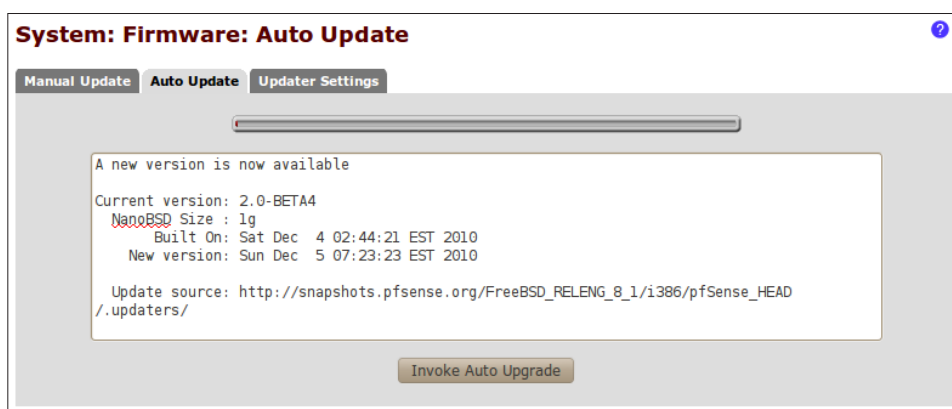 System: Firmware: Auto Update
?
Manual Update Auto Update Updater Settings
A new version is now available
Current version: 2.0-BETA4
NanoBSD Size : 1g
Built On: Sat Dec 4 02:44:21 EST 2010
New version: Sun Dec 5 07:23:23 EST 2010
Update source: http://snapshots.pfsense.org/FreeBSD_RELENG_8_1/i386/pfSense_HEAD
/.updaters/
Invoke Auto Upgrade